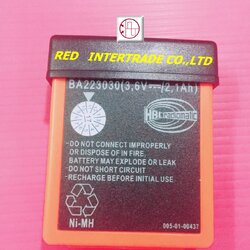 RED INTERTRADE CO.,LTD
BA223030(3,6V⎓/2,1Ah)
HBC
radiomatic
-DO NOT CONNECT IMPROPERLY
OR DISPOSE OF IN FIRE.
BATTERY MAY EXPLODE OR LEAK
-DO NOT SHORT CIRCUIT
-RECHARGE BEFORE INITIAL USE
Ni-MH
005-01-00437